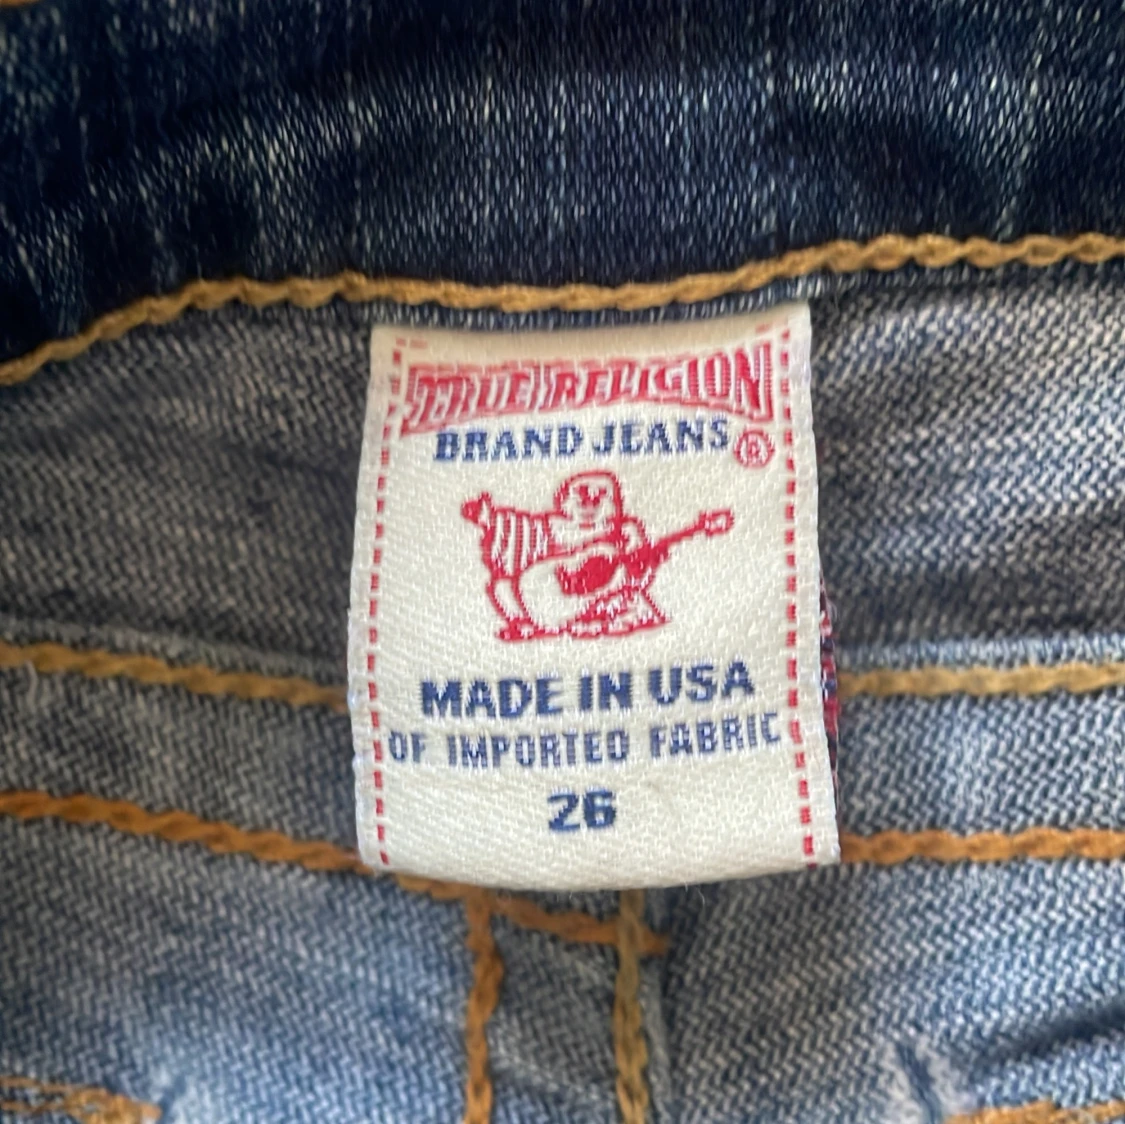 TRUE RELIGION
BRAND JEANS ®
MADE IN USA
OF IMPORTED FABRIC
26